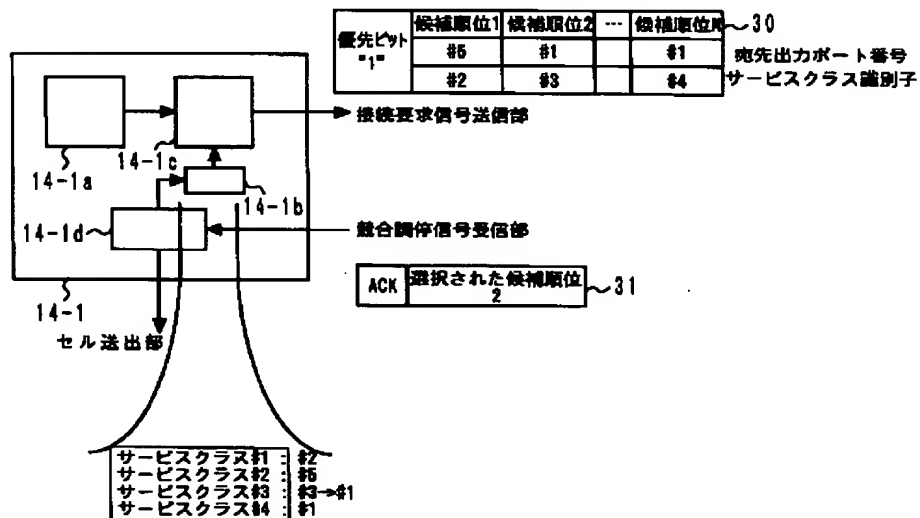 優先ビット "1" 候補順位1 候補順位2 --- 候補順位N 30
#5 #1 #1 宛先出力ポート番号
#2 #3 #4 サービスクラス識別子
接続要求信号送信部
14-1a
14-1c
14-1b
14-1d
競合調停信号受信部
14-1
セル送出部
ACK 選択された候補順位 2 31
サービスクラス#1 : #2
サービスクラス#2 : #5
サービスクラス#3 : #3→#1
サービスクラス#4 : #1